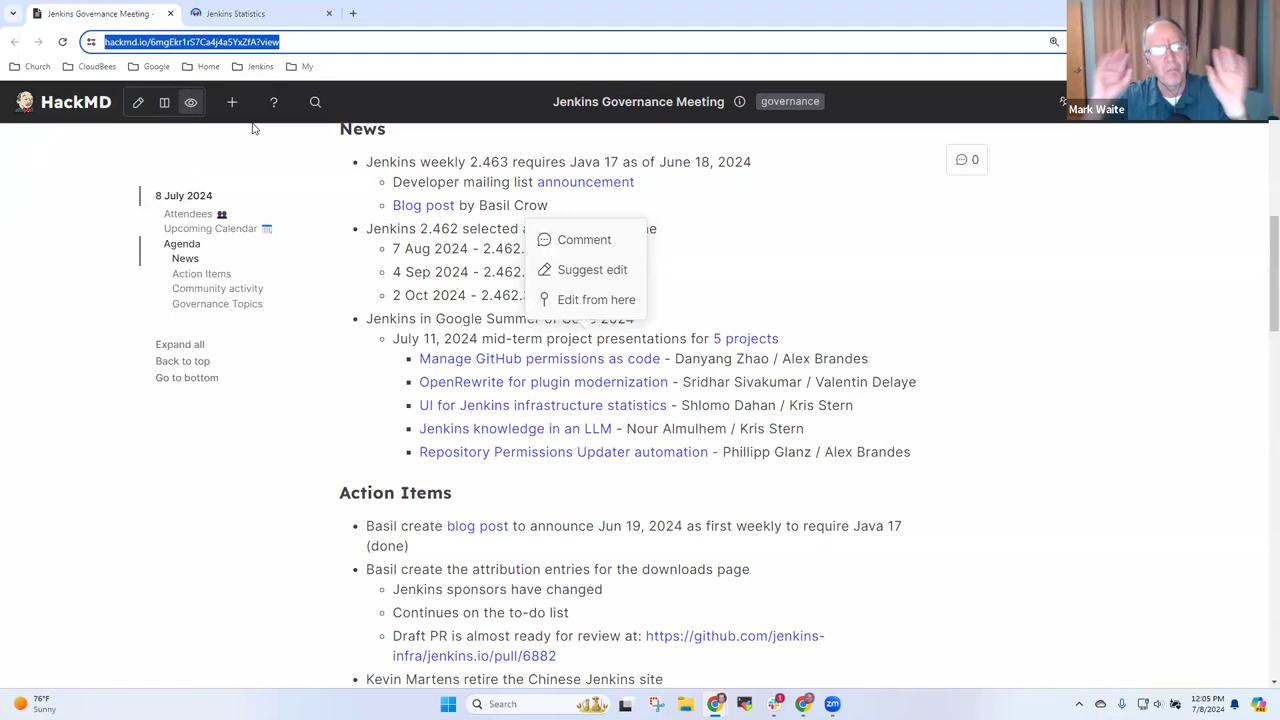 Jenkins Governance Meeting -
Jenkins Statistics
hackmd.io/6mgEkr1rS7Ca4j4a5YxZfA?view
Church
CloudBees
Google
Home
Jenkins
My
HackMD
Jenkins Governance Meeting
governance
Mark Waite
News
0
Jenkins weekly 2.463 requires Java 17 as of June 18, 2024
Developer mailing list announcement
Blog post by Basil Crow
Jenkins 2.462 selected
7 Aug 2024 - 2.462.
4 Sep 2024 - 2.462.
2 Oct 2024 - 2.462.
Comment
Suggest edit
Edit from here
Jenkins in Google Summer of Code 2024
July 11, 2024 mid-term project presentations for 5 projects
Manage GitHub permissions as code - Danyang Zhao / Alex Brandes
OpenRewrite for plugin modernization - Sridhar Sivakumar / Valentin Delaye
UI for Jenkins infrastructure statistics - Shlomo Dahan / Kris Stern
Jenkins knowledge in an LLM - Nour Almulhem / Kris Stern
Repository Permissions Updater automation - Phillipp Glanz / Alex Brandes
8 July 2024
Attendees
Upcoming Calendar
Agenda
News
Action Items
Community activity
Governance Topics
Expand all
Back to top
Go to bottom
Action Items
Basil create blog post to announce Jun 19, 2024 as first weekly to require Java 17
(done)
Basil create the attribution entries for the downloads page
Jenkins sponsors have changed
Continues on the to-do list
Draft PR is almost ready for review at: https://github.com/jenkins-
infra/jenkins.io/pull/6882
Kevin Martens retire the Chinese Jenkins site
76°F
Sunny
Search
12:05 PM
7/8/2024